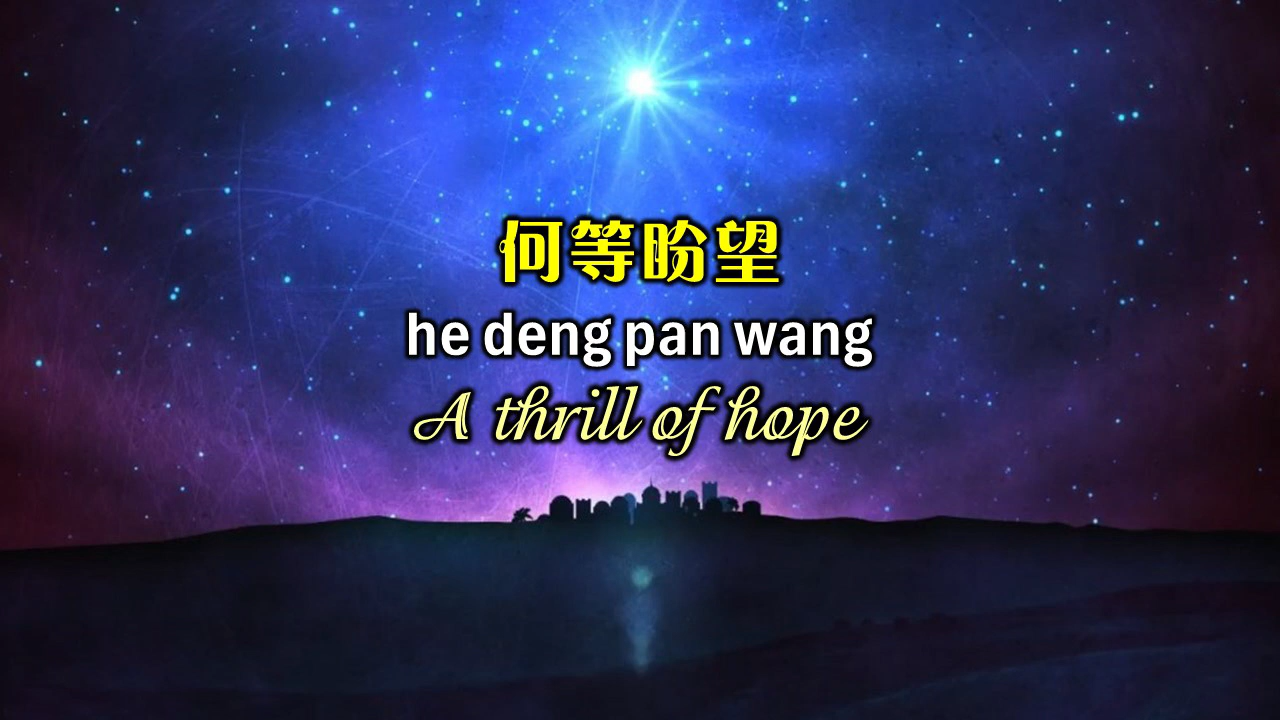 何等盼望
he deng pan wang
A thrill of hope